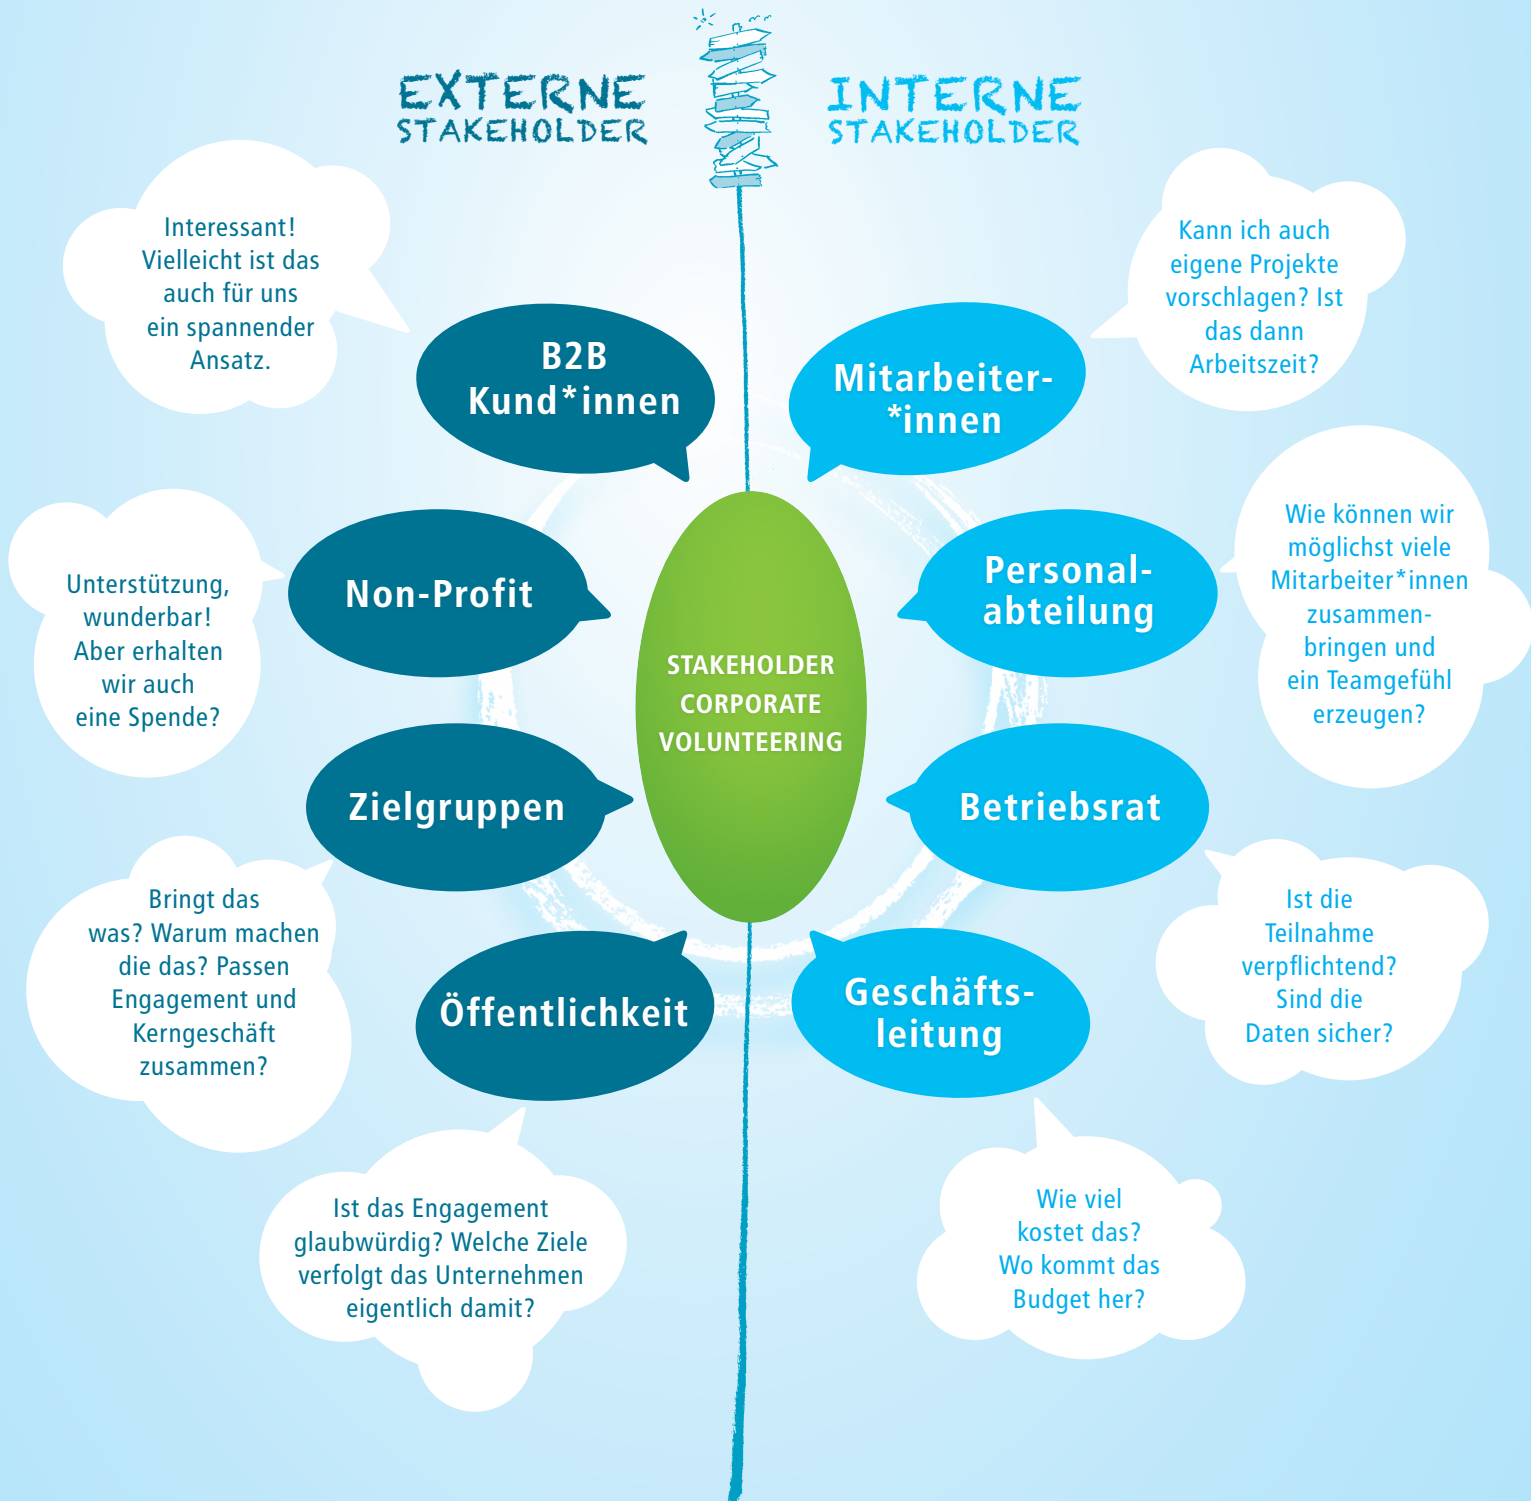 EXTERNE
STAKEHOLDER
INTERNE
STAKEHOLDER
Interessant!
Vielleicht ist das
auch für uns
ein spannender
Ansatz.
B2B
Kund*innen
Mitarbeiter-
*innen
Kann ich auch
eigene Projekte
vorschlagen? Ist
das dann
Arbeitszeit?
Unterstützung,
wunderbar!
Aber erhalten
wir auch
eine Spende?
Non-Profit
Personal-
abteilung
Wie können wir
möglichst viele
Mitarbeiter*innen
zusammen-
bringen und
ein Teamgefühl
erzeugen?
STAKEHOLDER
CORPORATE
VOLUNTEERING
Zielgruppen
Betriebsrat
Bringt das
was? Warum machen
die das? Passen
Engagement und
Kerngeschäft
zusammen?
Ist die
Teilnahme
verpflichtend?
Sind die
Daten sicher?
Öffentlichkeit
Geschäfts-
leitung
Ist das Engagement
glaubwürdig? Welche Ziele
verfolgt das Unternehmen
eigentlich damit?
Wie viel
kostet das?
Wo kommt das
Budget her?